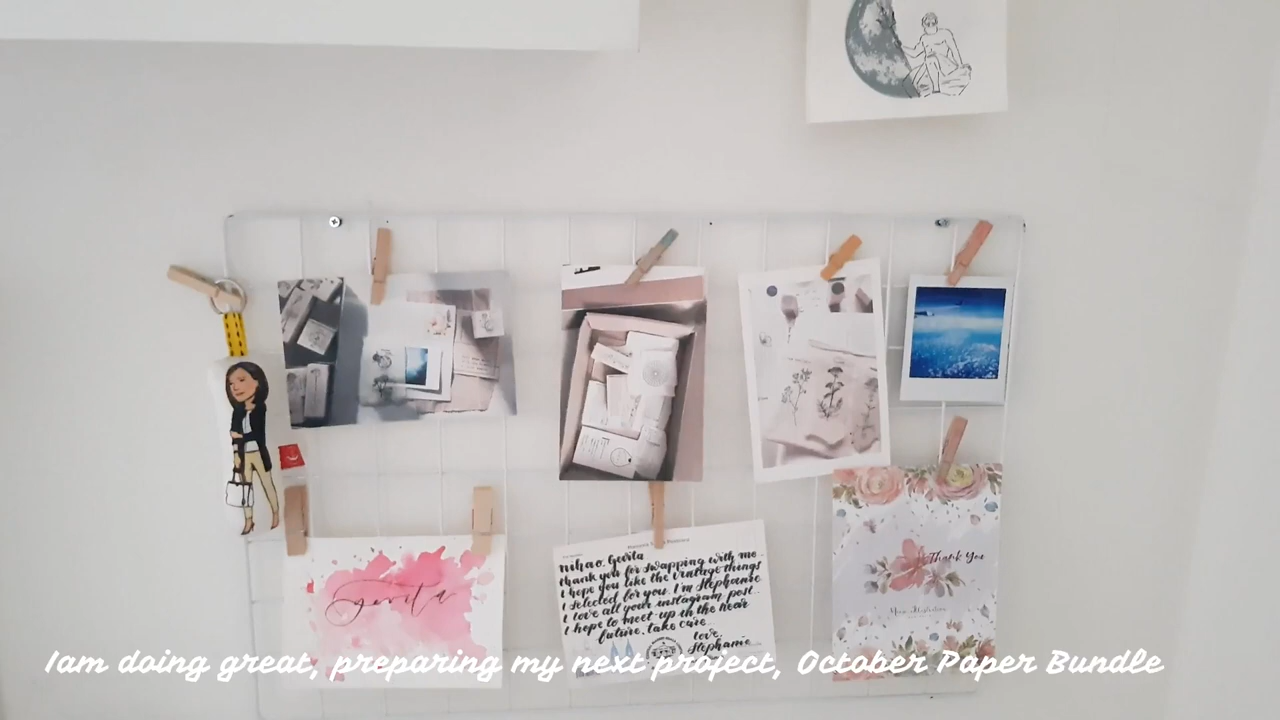 nihao, Gevita
thank you for swapping with me..
I hope you like the vintage things
I selected for you. I'm Stephanie
I love all your instagram post..
I hope to meet up in the near
future. take care..
love,
Stephanie
Thank You
gevita
Iam doing great, preparing my next project, October Paper Bundle